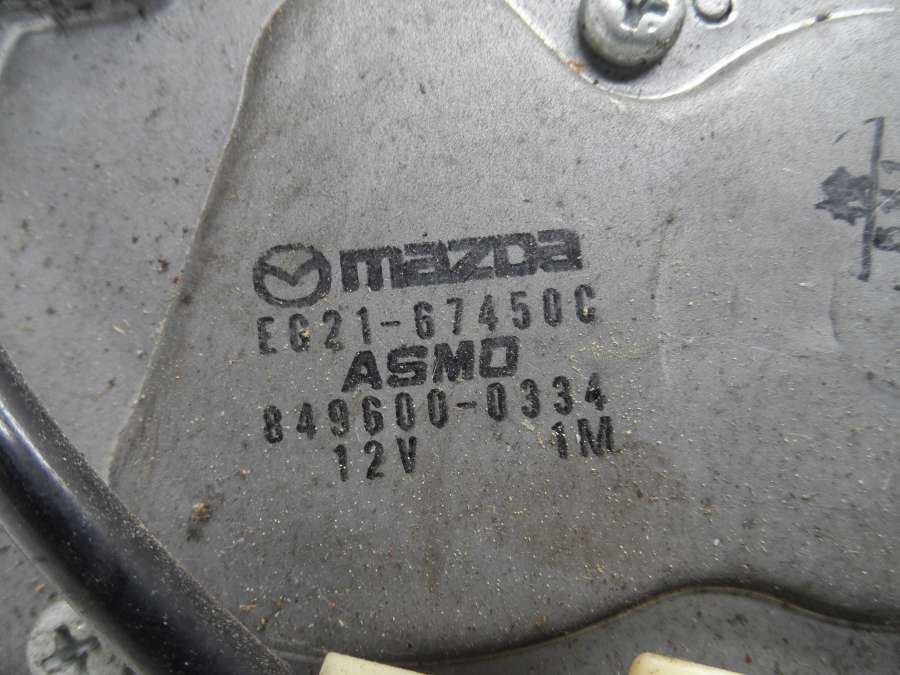 mazda
EG21-67450C
ASMO
849600-0334
12V 1M